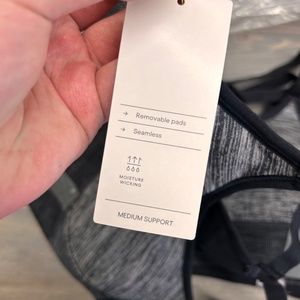 → Removable pads
→ Seamless
MOISTURE
WICKING
MEDIUM SUPPORT